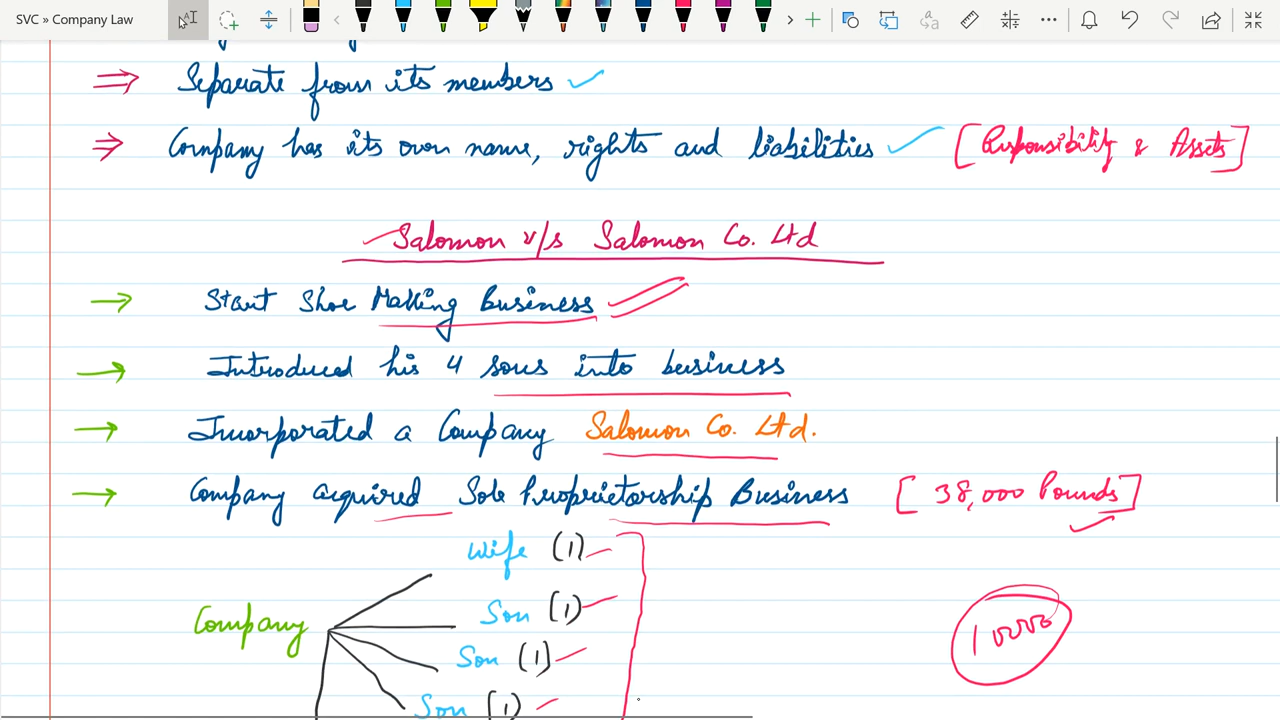 SVC » Company Law
⇒ Separate from its members ✓
⇒ Company has its own name, rights and liabilities ✓ [Responsibility & Assets]
Salomon v/s Salomon Co. Ltd
→ Start Shoe Making Business
→ Introduced his 4 sons into business
→ Incorporated a Company Salomon Co. Ltd.
→ Company acquired Sole Proprietorship Business [38,000 Pounds]
Wife (1)
Son (1)
Company
10000
Son (1)
Son (1)